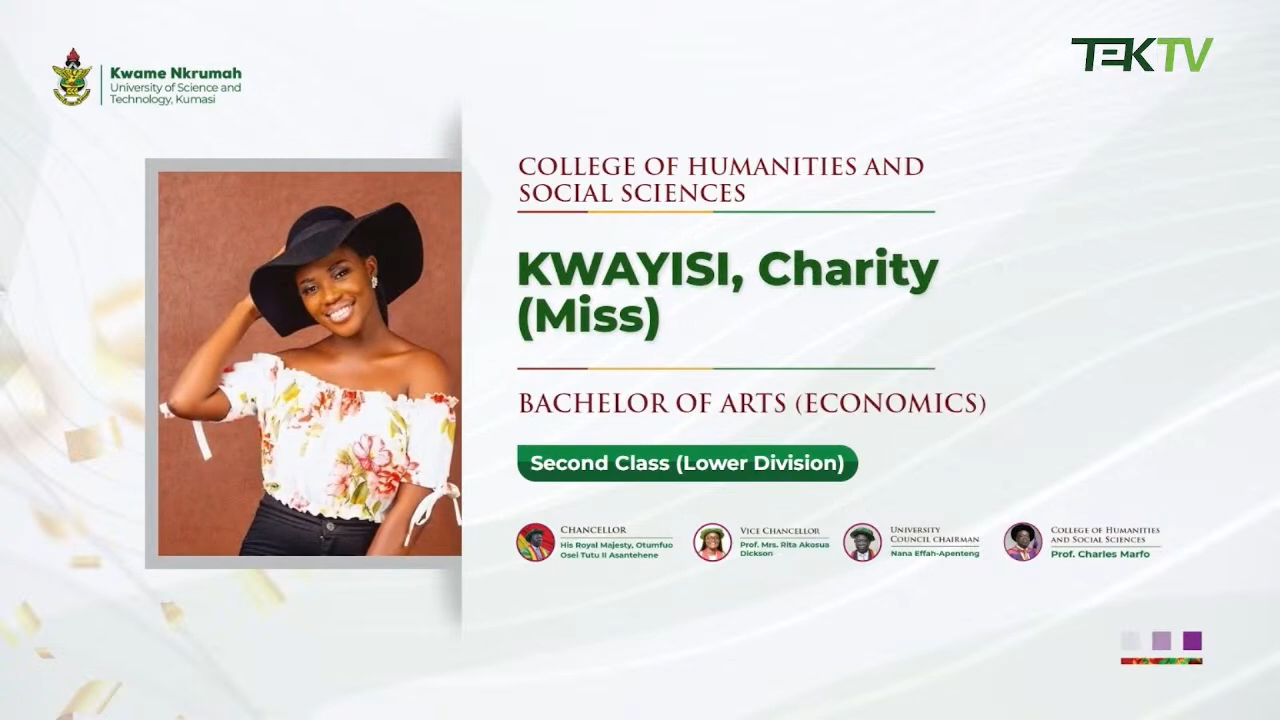 Kwame Nkrumah
University of Science and
Technology, Kumasi
TEKTV
COLLEGE OF HUMANITIES AND
SOCIAL SCIENCES
KWAYISI, Charity
(Miss)
BACHELOR OF ARTS (ECONOMICS)
Second Class (Lower Division)
CHANCELLOR
His Royal Majesty, Otumfuo
Osei Tutu II Asantehene
VICE CHANCELLOR
Prof. Mrs. Rita Akosua
Dickson
UNIVERSITY
COUNCIL CHAIRMAN
Nana Effah-Apenteng
COLLEGE OF HUMANITIES
AND SOCIAL SCIENCES
Prof. Charles Marfo